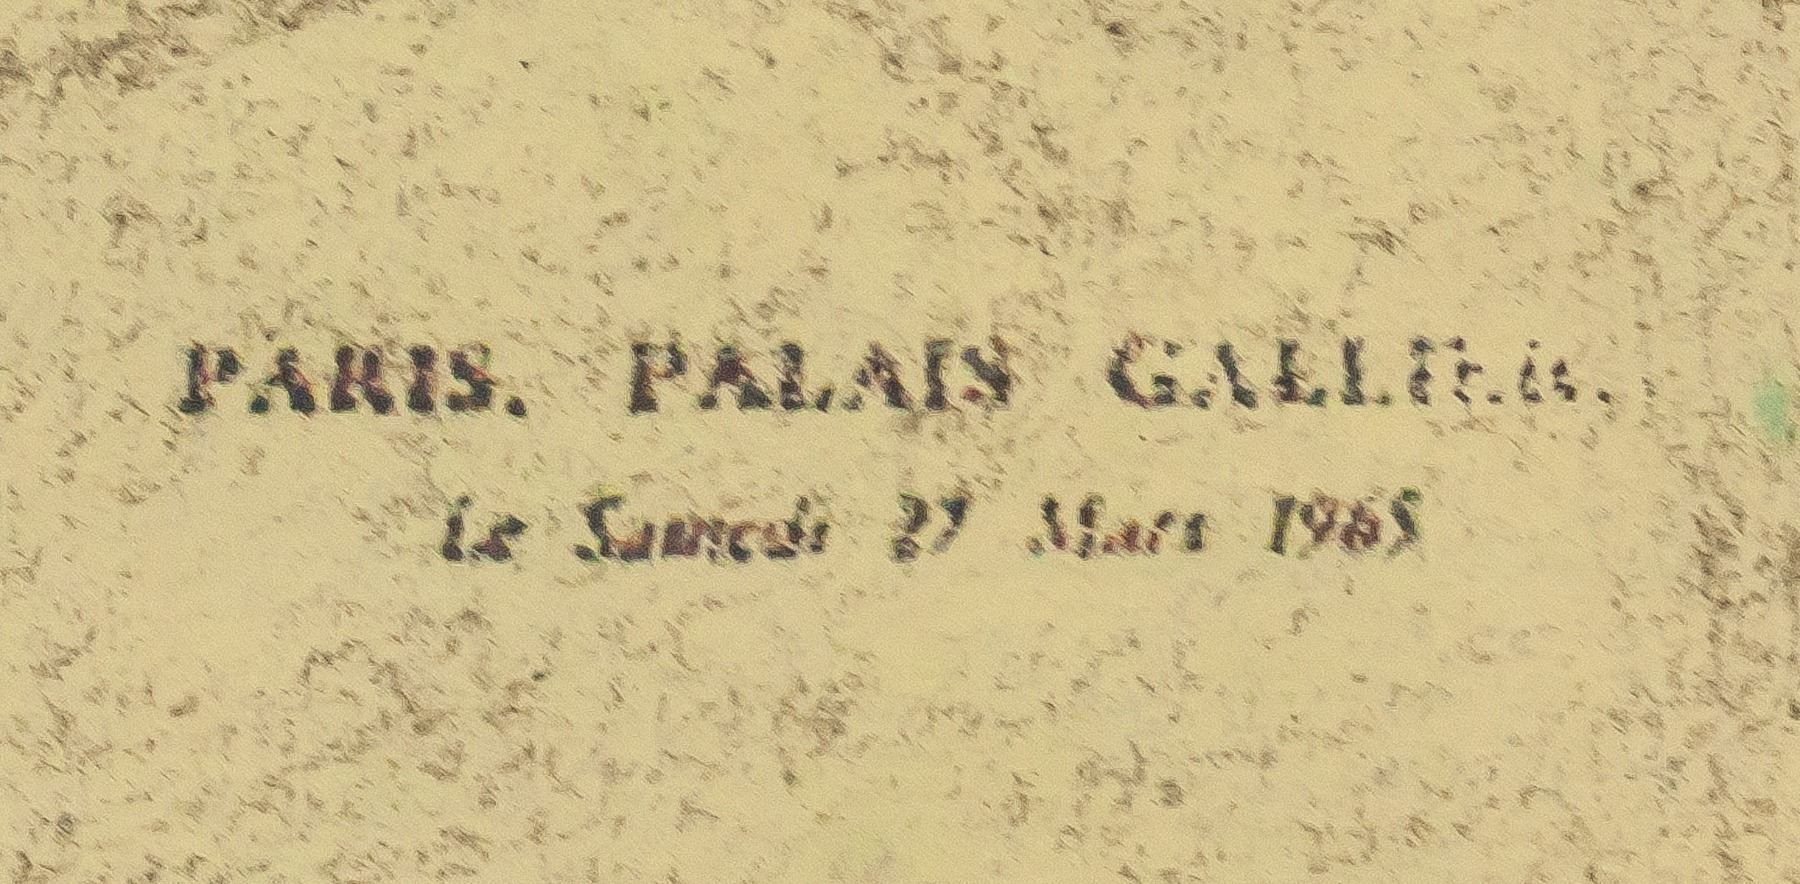 PARIS. PALAIS GALLIERA.
Le Samedi 27 Mars 1965